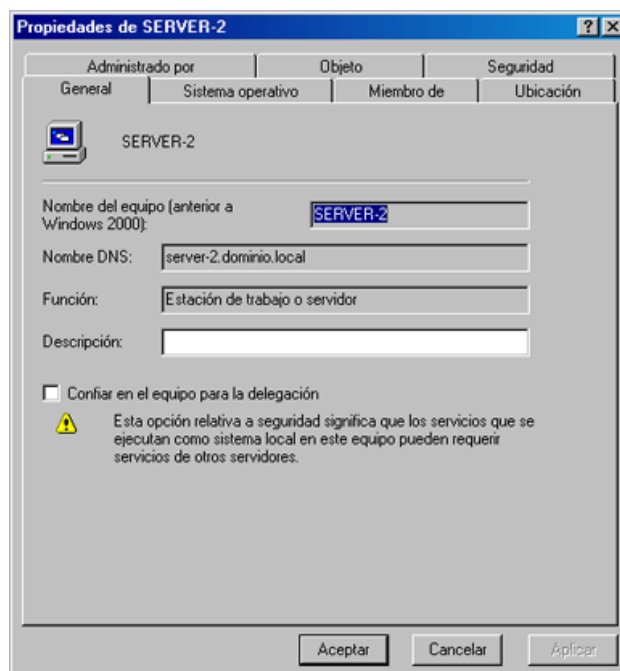 Propiedades de SERVER-2
Administrado por Objeto Seguridad
General Sistema operativo Miembro de Ubicación
SERVER-2
Nombre del equipo (anterior a
Windows 2000): SERVER-2
Nombre DNS: server-2.dominio.local
Función: Estación de trabajo o servidor
Descripción:
Confiar en el equipo para la delegación
Esta opción relativa a seguridad significa que los servicios que se
ejecutan como sistema local en este equipo pueden requerir
servicios de otros servidores.
Aceptar Cancelar Aplicar